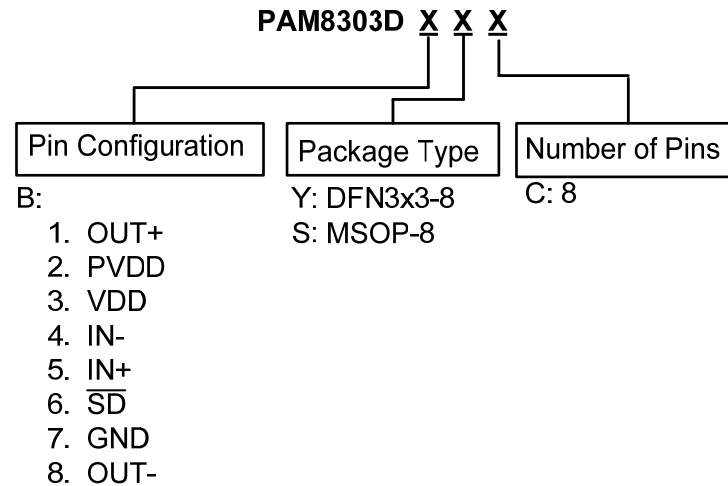 PAM8303D X X X
Pin Configuration
Package Type
Number of Pins
B:
1. OUT+
2. PVDD
3. VDD
4. IN-
5. IN+
6. S̅D̅
7. GND
8. OUT-
Y: DFN3x3-8
S: MSOP-8
C: 8